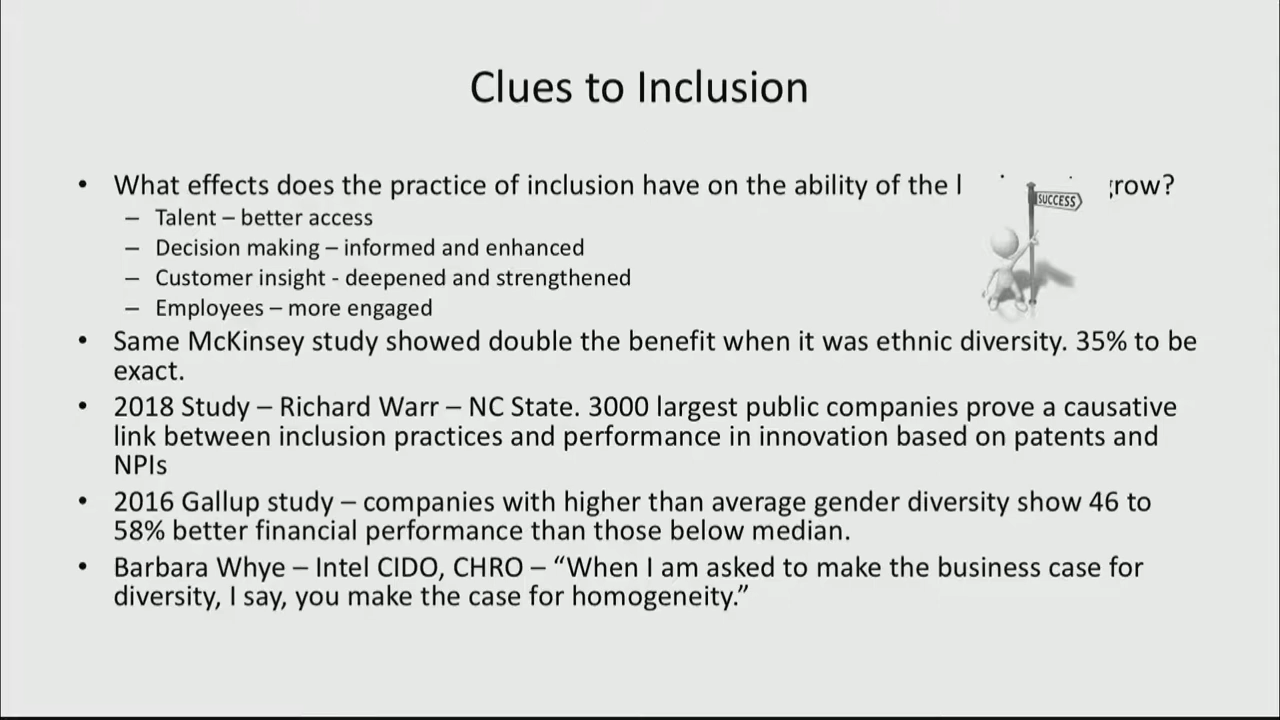 Clues to Inclusion
• What effects does the practice of inclusion have on the ability of the row?
SUCCESS
– Talent – better access
– Decision making – informed and enhanced
– Customer insight - deepened and strengthened
– Employees – more engaged
• Same McKinsey study showed double the benefit when it was ethnic diversity. 35% to be
exact.
• 2018 Study – Richard Warr – NC State. 3000 largest public companies prove a causative
link between inclusion practices and performance in innovation based on patents and
NPIs
• 2016 Gallup study – companies with higher than average gender diversity show 46 to
58% better financial performance than those below median.
• Barbara Whye – Intel CIDO, CHRO – “When I am asked to make the business case for
diversity, I say, you make the case for homogeneity.”